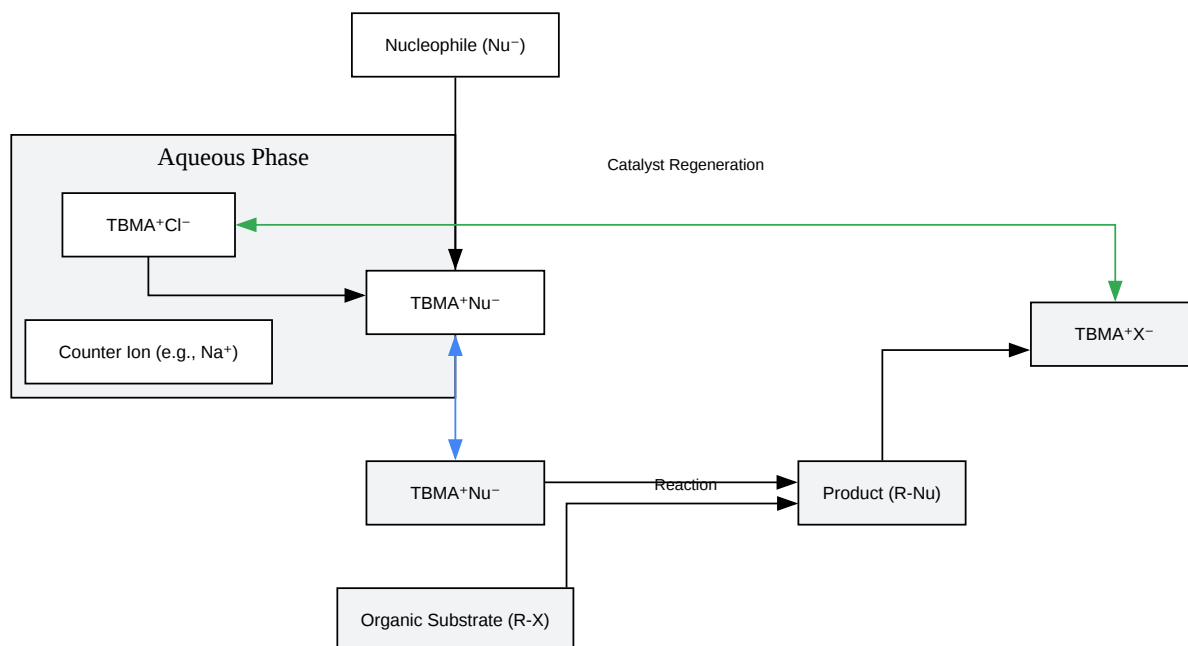 Nucleophile (Nu⁻)
Aqueous Phase
Catalyst Regeneration
TBMA⁺Cl⁻
TBMA⁺Nu⁻
TBMA⁺X⁻
Counter Ion (e.g., Na⁺)
TBMA⁺Nu⁻
Reaction
Product (R-Nu)
Organic Substrate (R-X)